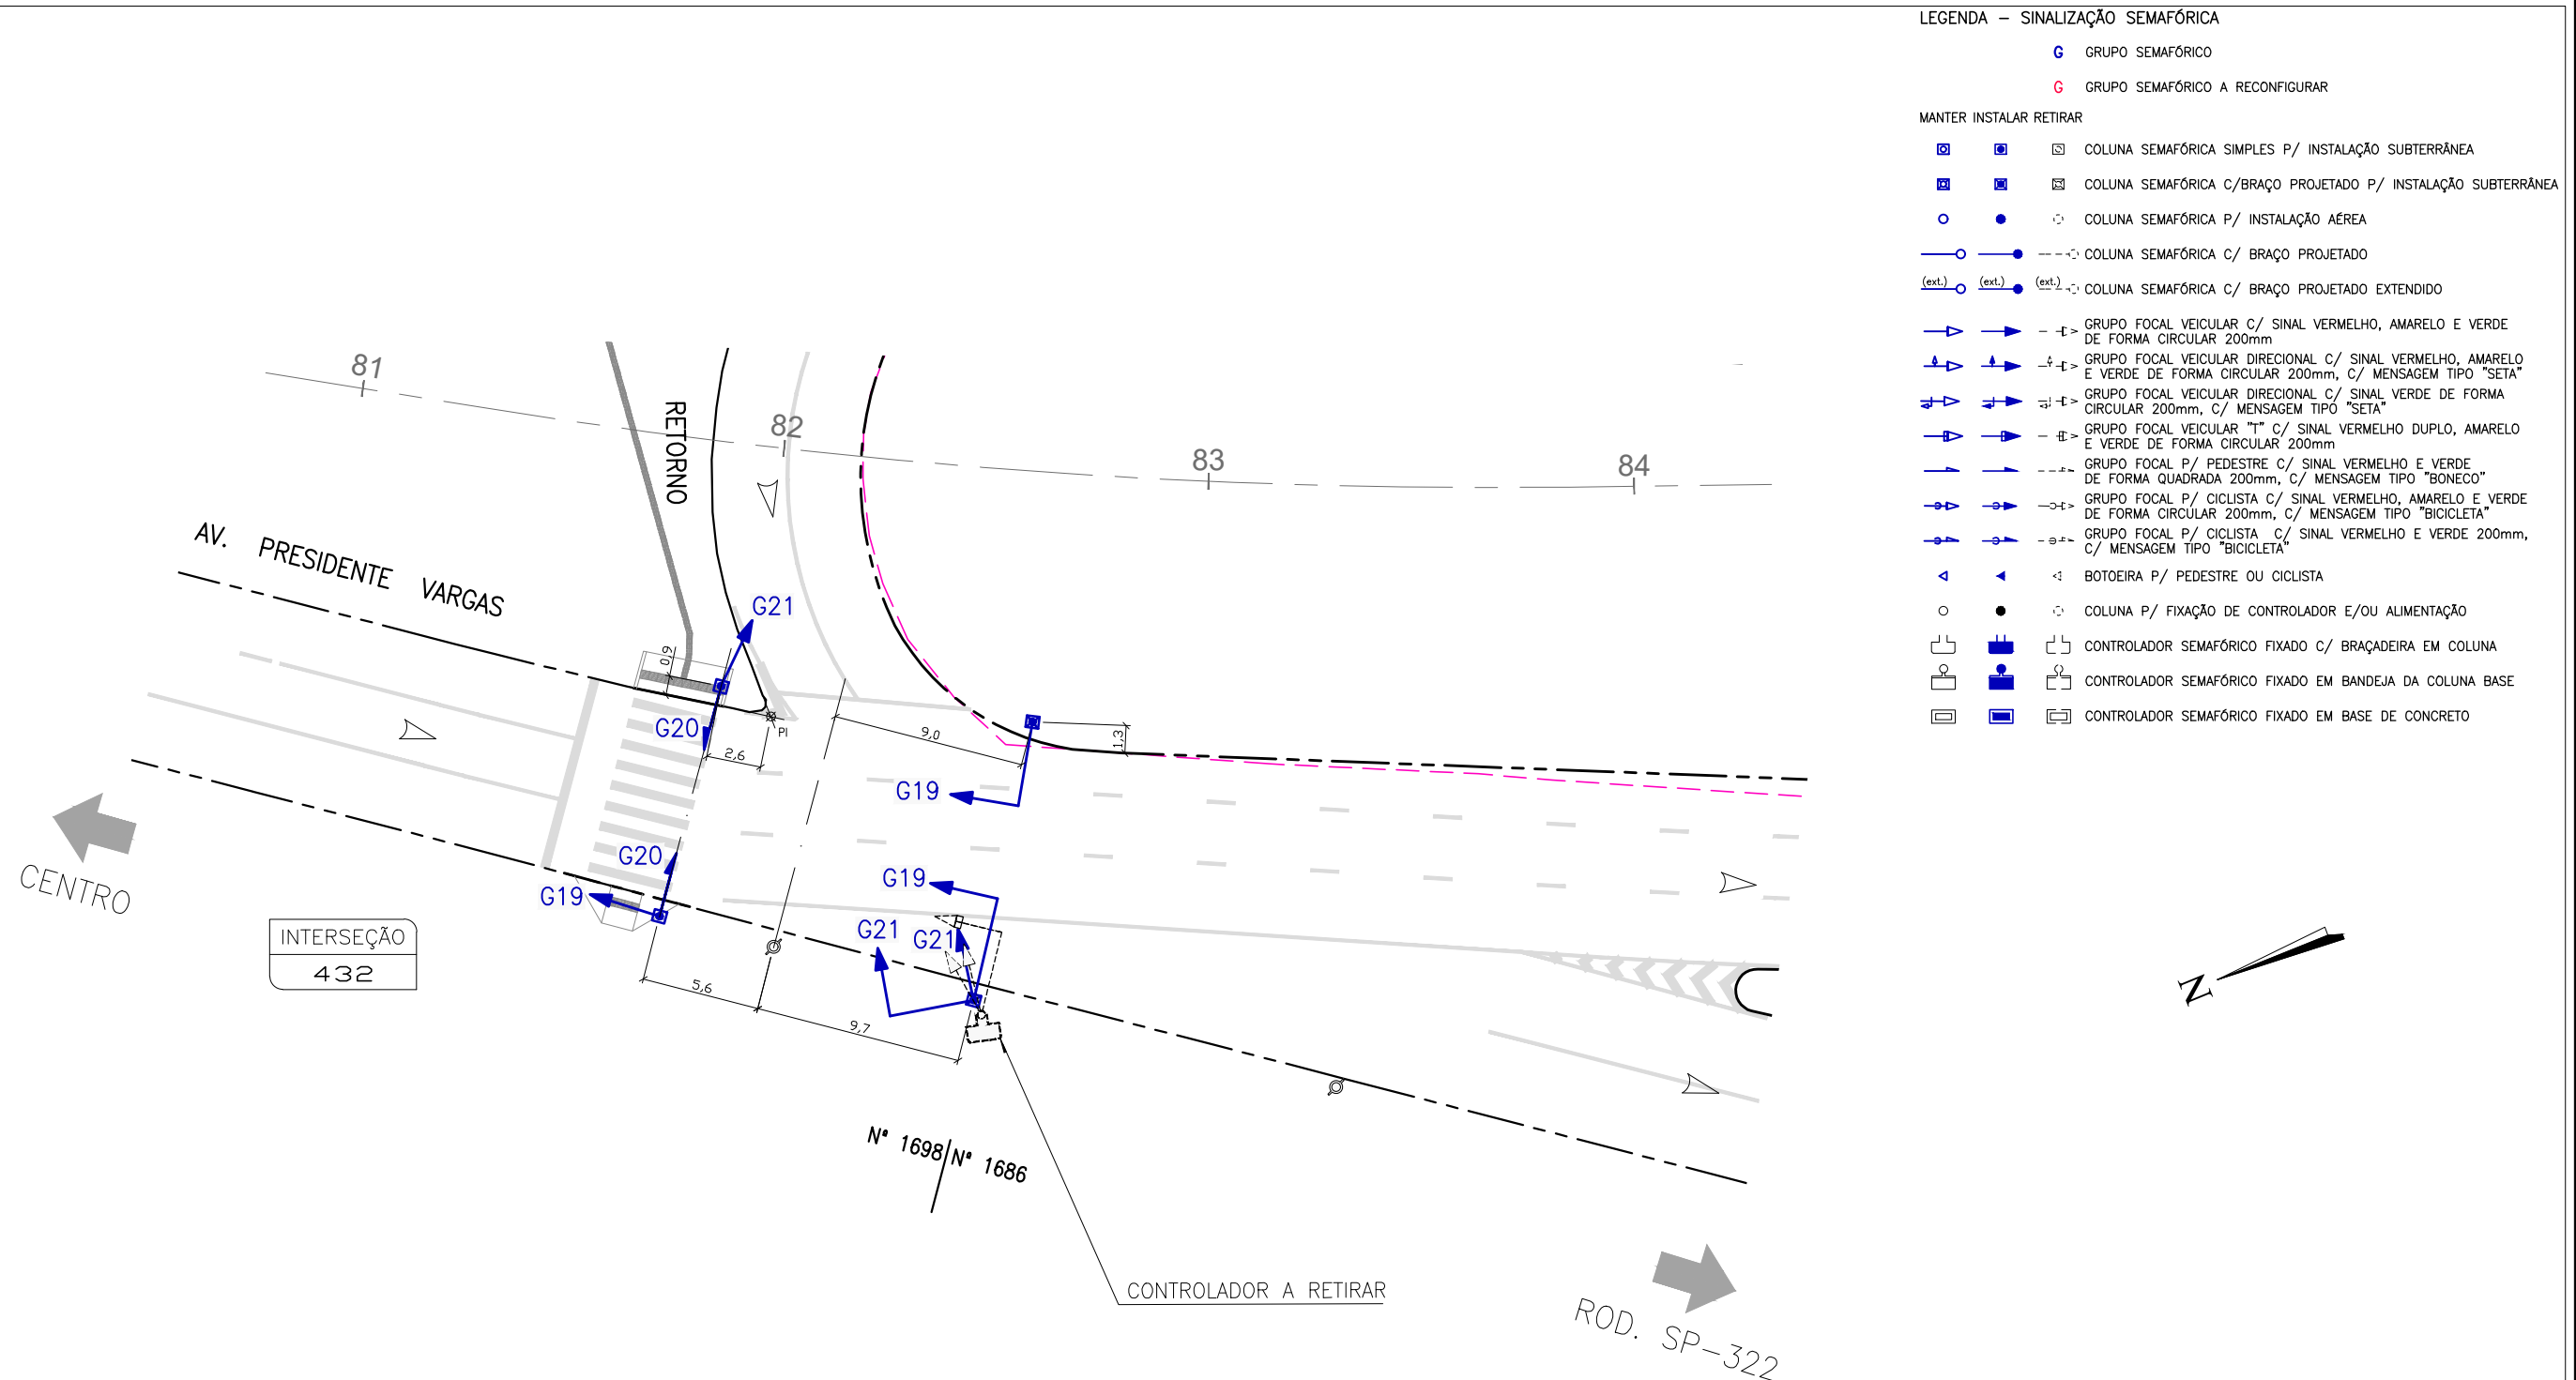 LEGENDA – SINALIZAÇÃO SEMAFÓRICA
G GRUPO SEMAFÓRICO
G GRUPO SEMAFÓRICO A RECONFIGURAR
MANTER INSTALAR RETIRAR
COLUNA SEMAFÓRICA SIMPLES P/ INSTALAÇÃO SUBTERRÂNEA
COLUNA SEMAFÓRICA C/BRAÇO PROJETADO P/ INSTALAÇÃO SUBTERRÂNEA
COLUNA SEMAFÓRICA P/ INSTALAÇÃO AÉREA
COLUNA SEMAFÓRICA C/ BRAÇO PROJETADO
(ext.) (ext.) (ext.) COLUNA SEMAFÓRICA C/ BRAÇO PROJETADO EXTENDIDO
GRUPO FOCAL VEICULAR C/ SINAL VERMELHO, AMARELO E VERDE
DE FORMA CIRCULAR 200mm
GRUPO FOCAL VEICULAR DIRECIONAL C/ SINAL VERMELHO, AMARELO
E VERDE DE FORMA CIRCULAR 200mm, C/ MENSAGEM TIPO "SETA"
GRUPO FOCAL VEICULAR DIRECIONAL C/ SINAL VERDE DE FORMA
CIRCULAR 200mm, C/ MENSAGEM TIPO "SETA"
GRUPO FOCAL VEICULAR "T" C/ SINAL VERMELHO DUPLO, AMARELO
E VERDE DE FORMA CIRCULAR 200mm
GRUPO FOCAL P/ PEDESTRE C/ SINAL VERMELHO E VERDE
DE FORMA QUADRADA 200mm, C/ MENSAGEM TIPO "BONECO"
GRUPO FOCAL P/ CICLISTA C/ SINAL VERMELHO, AMARELO E VERDE
DE FORMA CIRCULAR 200mm, C/ MENSAGEM TIPO "BICICLETA"
GRUPO FOCAL P/ CICLISTA C/ SINAL VERMELHO E VERDE 200mm,
C/ MENSAGEM TIPO "BICICLETA"
BOTOEIRA P/ PEDESTRE OU CICLISTA
COLUNA P/ FIXAÇÃO DE CONTROLADOR E/OU ALIMENTAÇÃO
CONTROLADOR SEMAFÓRICO FIXADO C/ BRAÇADEIRA EM COLUNA
CONTROLADOR SEMAFÓRICO FIXADO EM BANDEJA DA COLUNA BASE
CONTROLADOR SEMAFÓRICO FIXADO EM BASE DE CONCRETO
81
82
83
84
RETORNO
AV. PRESIDENTE VARGAS
G21
0,9
G20
PI
2,6
9,0
1,3
G19
G20
G19
G19
G21
G21
CENTRO
INTERSEÇÃO
432
5,6
9,7
N
Nº 1698
Nº 1686
CONTROLADOR A RETIRAR
ROD. SP–322